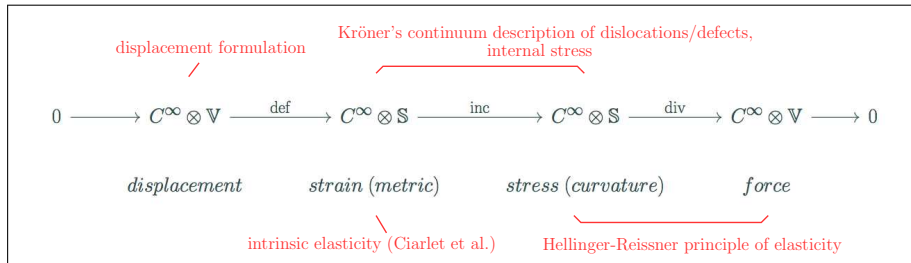 Kröner's continuum description of dislocations/defects,
displacement formulation
internal stress
0 → C^∞ ⊗ 𝕍 def → C^∞ ⊗ 𝕊 inc → C^∞ ⊗ 𝕊 div → C^∞ ⊗ 𝕍 → 0
displacement strain (metric) stress (curvature) force
intrinsic elasticity (Ciarlet et al.) Hellinger-Reissner principle of elasticity